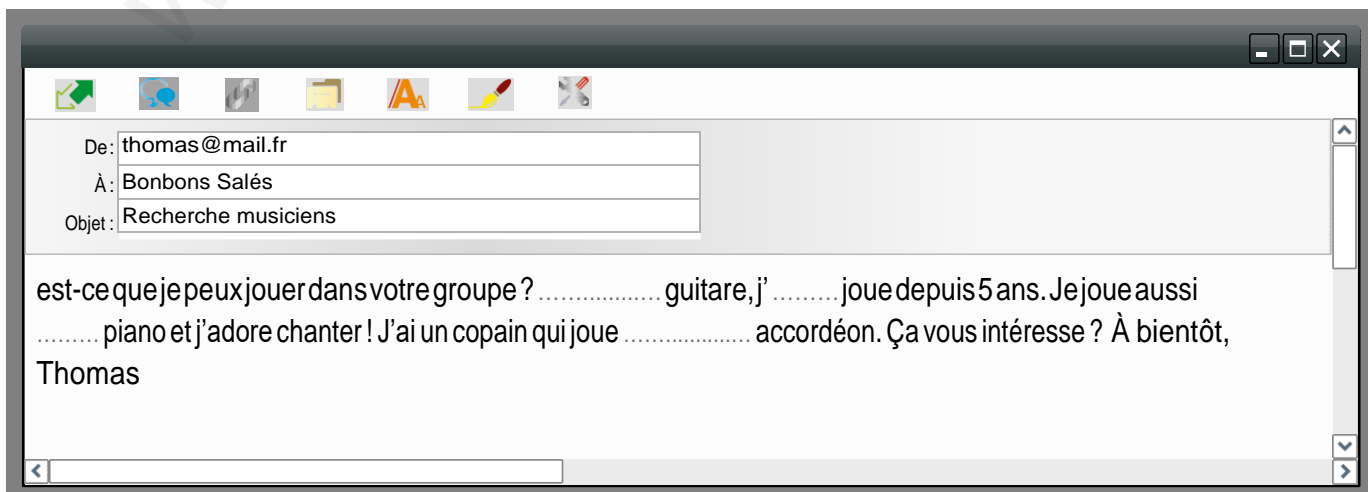 De : thomas@mail.fr
À : Bonbons Salés
Objet : Recherche musiciens
est-ce que je peux jouer dans votre groupe ? .................... guitare, j' ......... joue depuis 5 ans. Je joue aussi
......... piano et j'adore chanter ! J'ai un copain qui joue .................... accordéon. Ça vous intéresse ? À bientôt,
Thomas